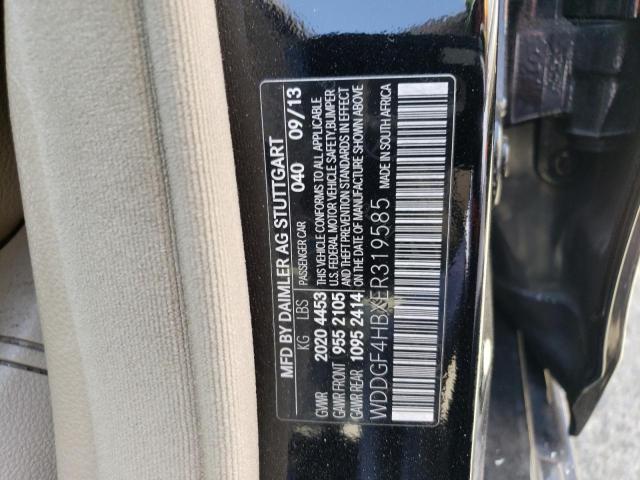 MFD BY DAIMLER AG STUTTGART
KG LBS PASSENGER CAR 040 09/13
GVWR 2020 4453 THIS VEHICLE CONFORMS TO ALL APPLICABLE
GAWR FRONT 955 2105 U.S. FEDERAL MOTOR VEHICLE SAFETY,BUMPER
AND THEFT PREVENTION STANDARDS IN EFFECT
GAWR REAR 1095 2414 ON THE DATE OF MANUFACTURE SHOWN ABOVE
WDDGF4HBXER319585 MADE IN SOUTH AFRICA